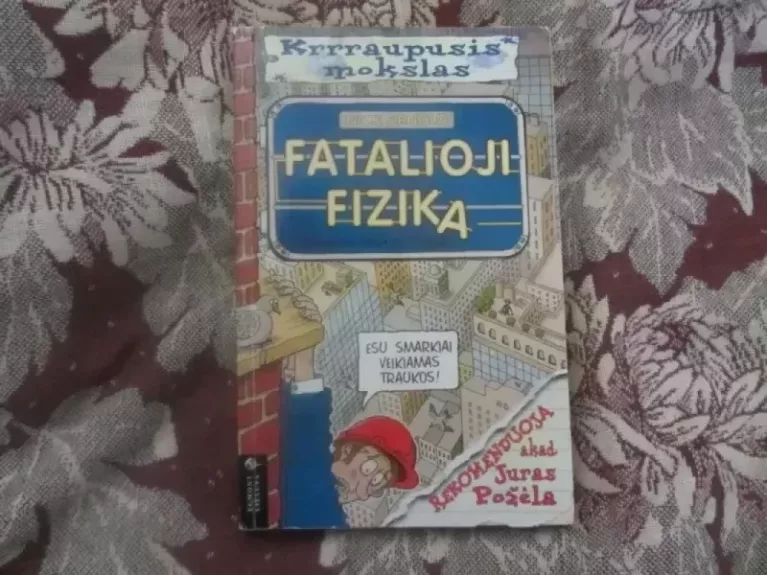 Krrraupusis
mokslas
FATALIOJI
FIZIKA
ESU SMARKIAI
VEIKIAMAS
TRAUKOS!
REKOMENDUOJA
akad
Juras
Požėla